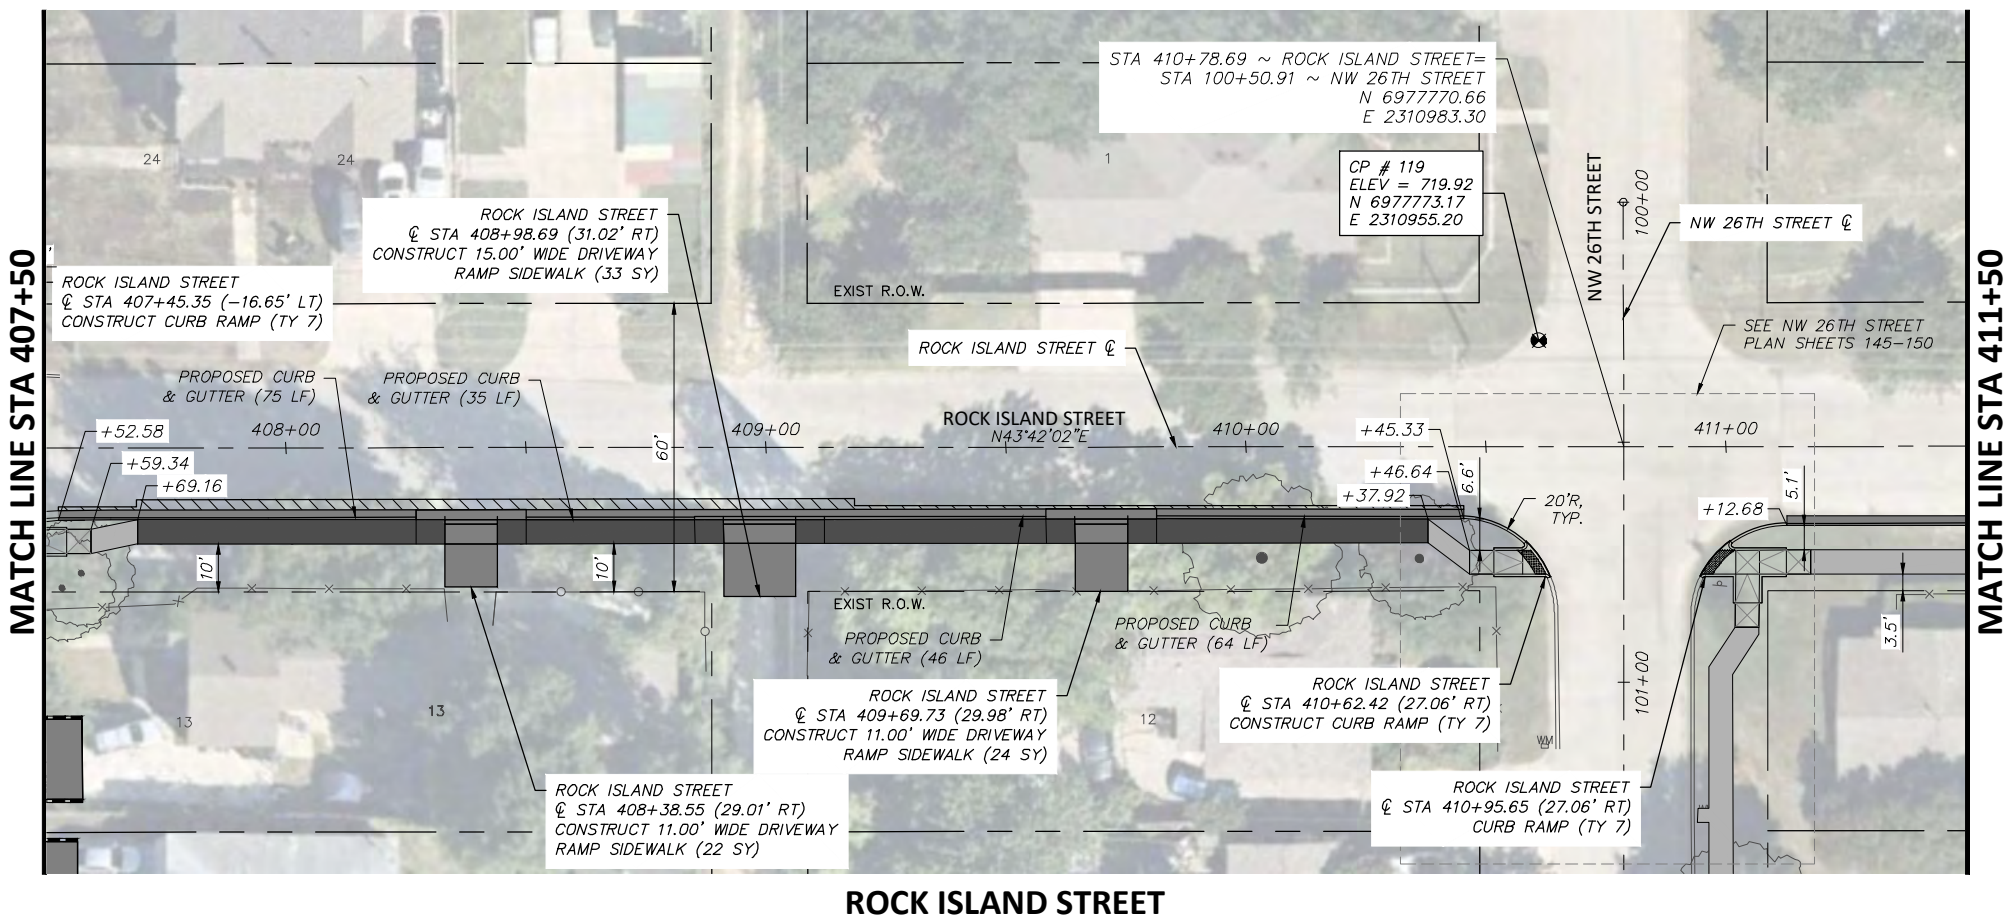 STA 410+78.69 ~ ROCK ISLAND STREET=
STA 100+50.91 ~ NW 26TH STREET
N 6977770.66
E 2310983.30
24
24
1
CP # 119
ELEV = 719.92
N 6977773.17
E 2310955.20
NW 26TH STREET
100+00
NW 26TH STREET ℄
ROCK ISLAND STREET
℄ STA 408+98.69 (31.02' RT)
CONSTRUCT 15.00' WIDE DRIVEWAY
RAMP SIDEWALK (33 SY)
ROCK ISLAND STREET
℄ STA 407+45.35 (-16.65' LT)
CONSTRUCT CURB RAMP (TY 7)
EXIST R.O.W.
SEE NW 26TH STREET
PLAN SHEETS 145-150
ROCK ISLAND STREET ℄
MATCH LINE STA 407+50
MATCH LINE STA 411+50
PROPOSED CURB
& GUTTER (75 LF)
PROPOSED CURB
& GUTTER (35 LF)
+52.58
408+00
409+00
ROCK ISLAND STREET
N43°42'02"E
410+00
+45.33
411+00
60'
+59.34
+69.16
+46.64
+37.92
6.6'
20'R,
TYP.
+12.68
5.1'
10'
10'
EXIST R.O.W.
3.5'
PROPOSED CURB
& GUTTER (46 LF)
PROPOSED CURB
& GUTTER (64 LF)
13
13
12
101+00
WM
ROCK ISLAND STREET
℄ STA 409+69.73 (29.98' RT)
CONSTRUCT 11.00' WIDE DRIVEWAY
RAMP SIDEWALK (24 SY)
ROCK ISLAND STREET
℄ STA 410+62.42 (27.06' RT)
CONSTRUCT CURB RAMP (TY 7)
ROCK ISLAND STREET
℄ STA 408+38.55 (29.01' RT)
CONSTRUCT 11.00' WIDE DRIVEWAY
RAMP SIDEWALK (22 SY)
ROCK ISLAND STREET
℄ STA 410+95.65 (27.06' RT)
CURB RAMP (TY 7)
ROCK ISLAND STREET